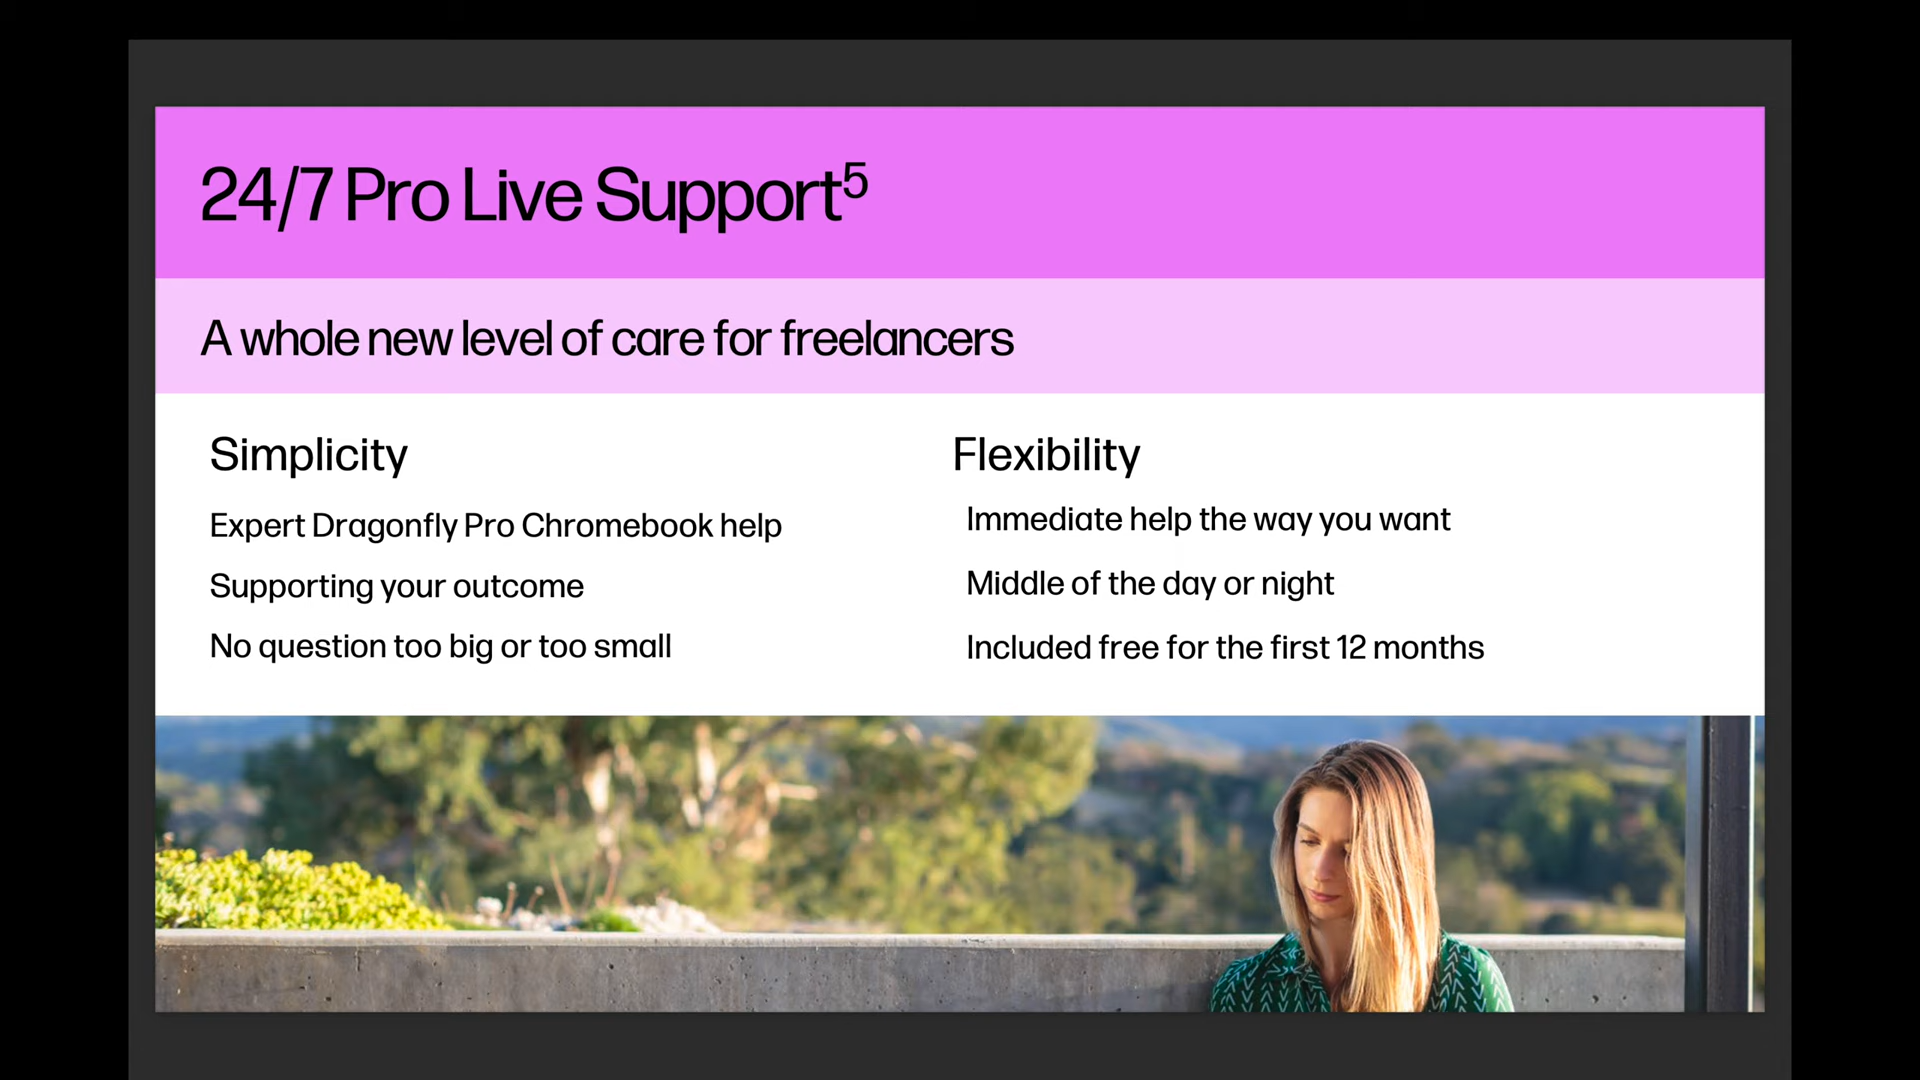 24/7 Pro Live Support⁵
A whole new level of care for freelancers
Simplicity
Expert Dragonfly Pro Chromebook help
Supporting your outcome
No question too big or too small
Flexibility
Immediate help the way you want
Middle of the day or night
Included free for the first 12 months